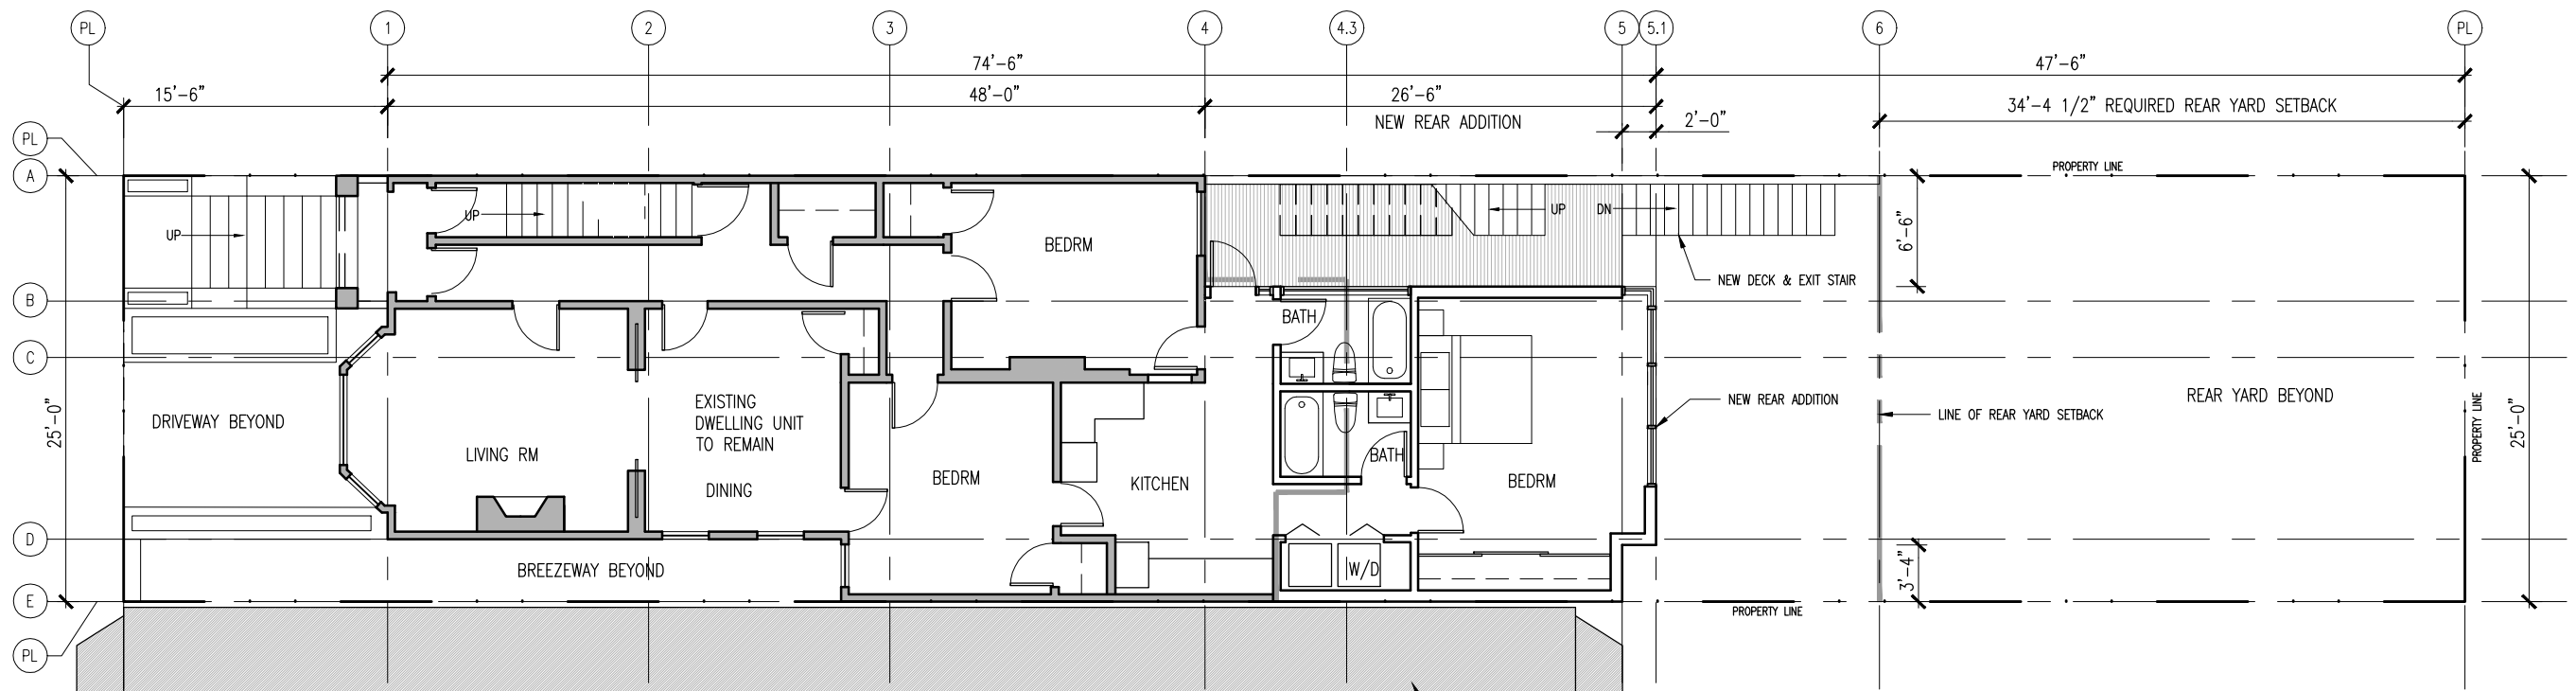 PL
1
2
3
4
4.3
5
5.1
6
PL
74'-6"
47'-6"
15'-6"
48'-0"
26'-6"
34'-4 1/2" REQUIRED REAR YARD SETBACK
NEW REAR ADDITION
2'-0"
PL
A
PROPERTY LINE
UP
UP
UP
DN
BEDRM
6'-6"
NEW DECK & EXIT STAIR
B
BATH
C
EXISTING
DWELLING UNIT
TO REMAIN
NEW REAR ADDITION
REAR YARD BEYOND
DRIVEWAY BEYOND
LINE OF REAR YARD SETBACK
25'-0"
25'-0"
PROPERTY LINE
LIVING RM
BATH
DINING
BEDRM
KITCHEN
BEDRM
D
BREEZEWAY BEYOND
W/D
3'-4"
E
PROPERTY LINE
PL